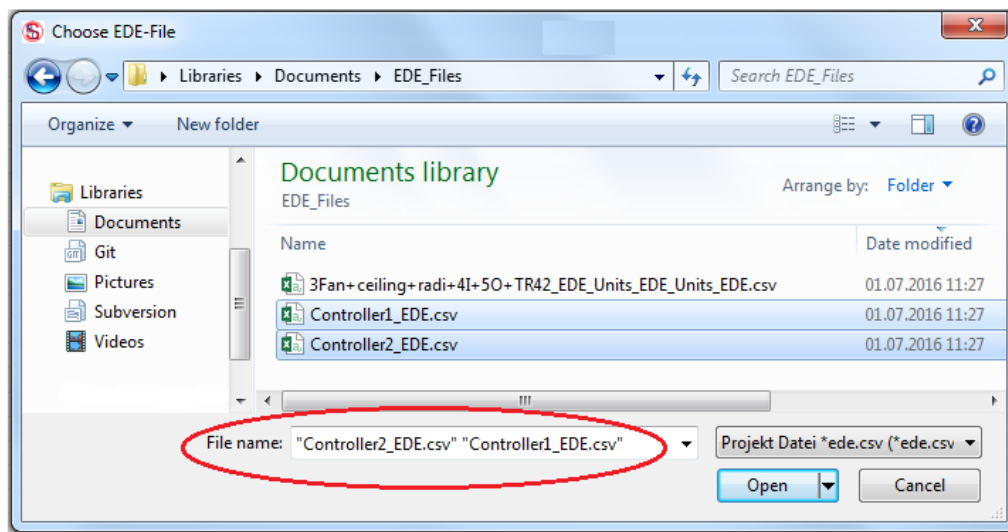 Choose EDE-File
Libraries Documents EDE_Files
Search EDE_Files
Organize New folder
Libraries
Documents
Git
Pictures
Subversion
Videos
Documents library
EDE_Files
Arrange by: Folder
Name Date modified
3Fan+ceiling+radi+4I+5O+TR42_EDE_Units_EDE_Units_EDE.csv 01.07.2016 11:27
Controller1_EDE.csv 01.07.2016 11:27
Controller2_EDE.csv 01.07.2016 11:27
File name: "Controller2_EDE.csv" "Controller1_EDE.csv" Projekt Datei *ede.csv (*ede.csv
Open Cancel